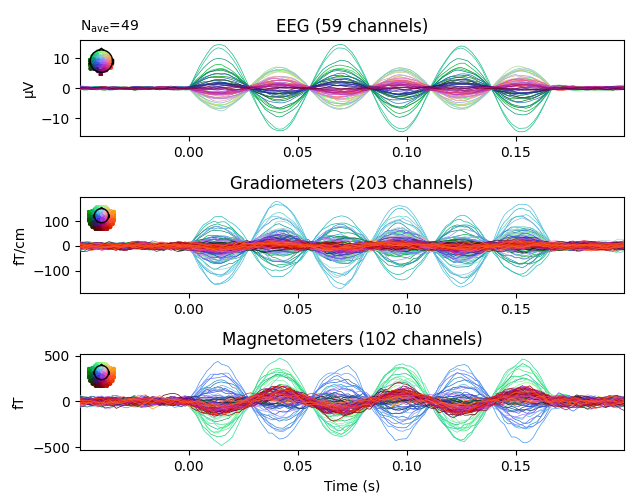 N_ave=49
EEG (59 channels)
10
0
−10
µV
0.00 0.05 0.10 0.15
Gradiometers (203 channels)
100
0
−100
fT/cm
0.00 0.05 0.10 0.15
Magnetometers (102 channels)
500
0
−500
fT
0.00 0.05 0.10 0.15
Time (s)